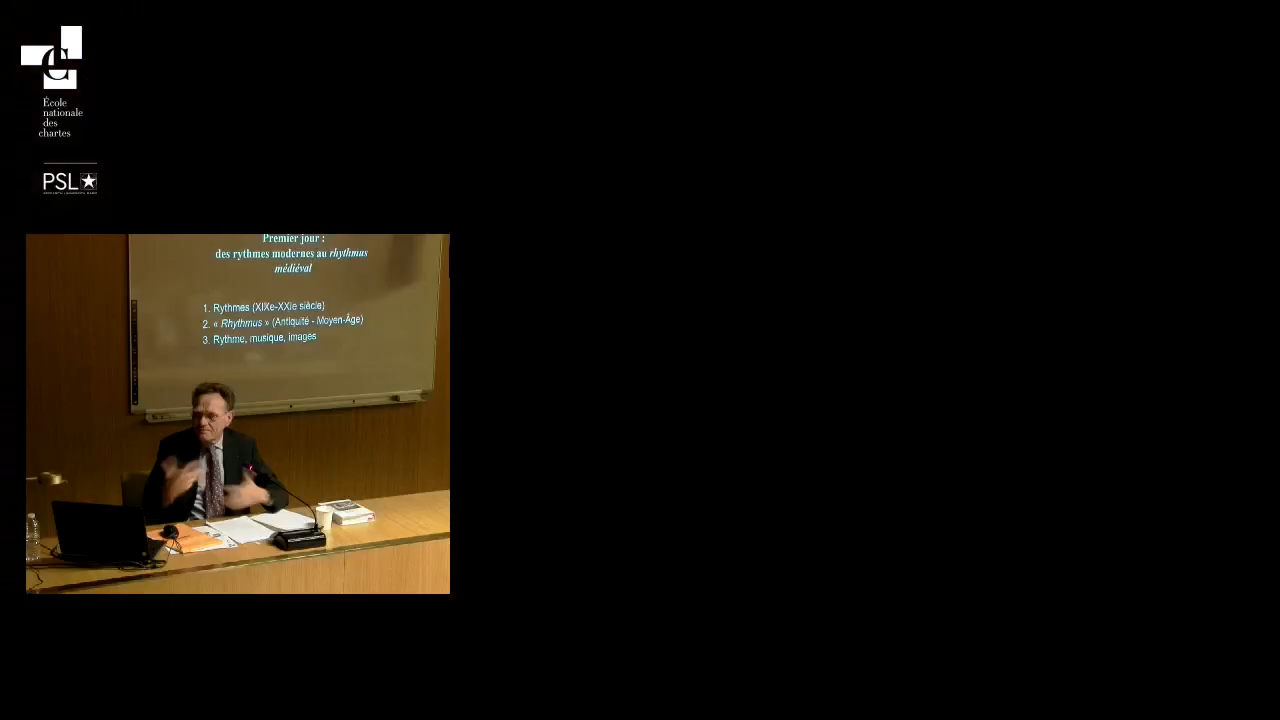 École
nationale
des
chartes
PSL
Premier jour :
des rythmes modernes au rhythmus
médiéval
1. Rythmes (XIXe-XXIe siècle)
2. « Rhythmus » (Antiquité - Moyen-Âge)
3. Rythme, musique, images